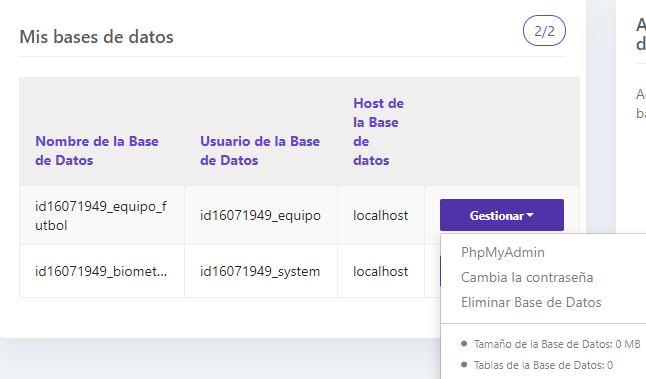 Mis bases de datos
2/2
Nombre de la Base
de Datos
Usuario de la Base
de Datos
Host de
la Base
de
datos
id16071949_equipo_f
utbol
id16071949_equipo
localhost
Gestionar
id16071949_biomet...
id16071949_system
localhost
PhpMyAdmin
Cambia la contraseña
Eliminar Base de Datos
Tamaño de la Base de Datos: 0 MB
Tablas de la Base de Datos: 0
A
d
A
b